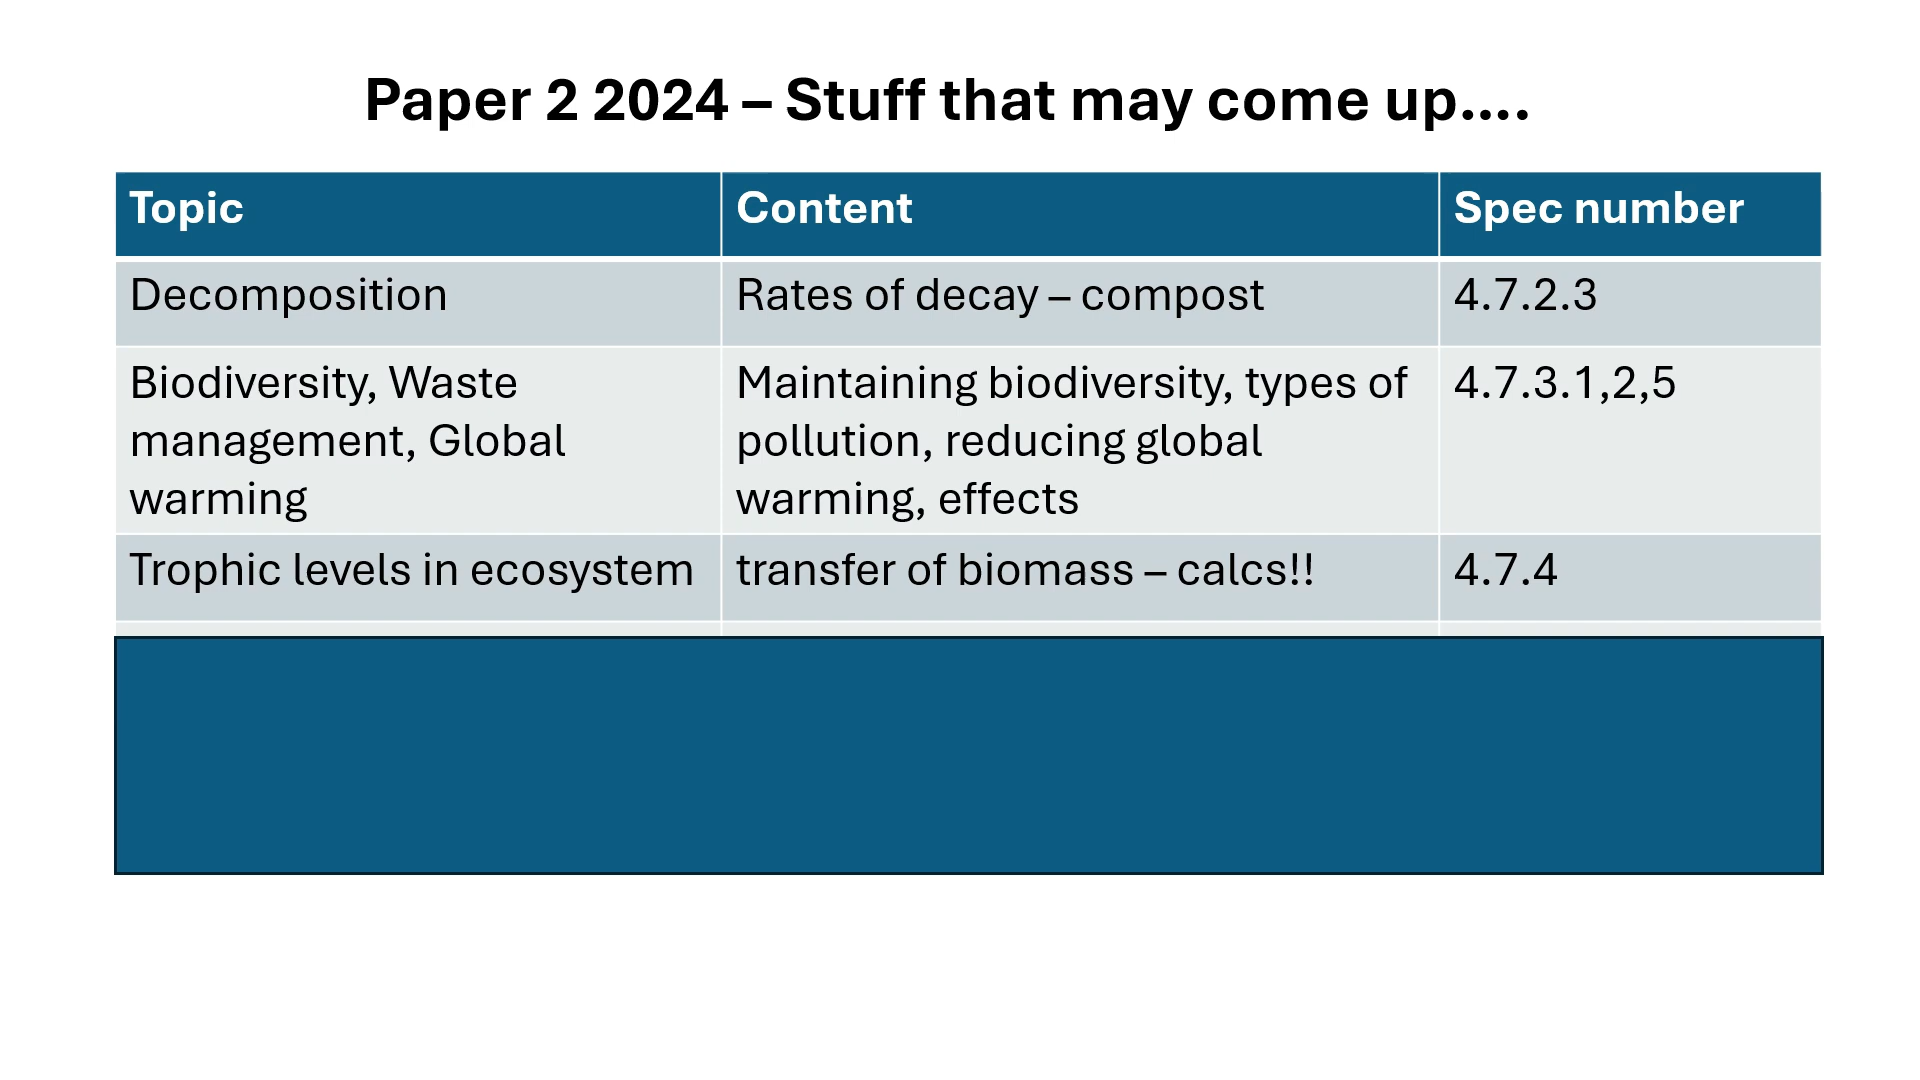 Paper 2 2024 – Stuff that may come up....
Topic
Content
Spec number
Decomposition
Rates of decay – compost
4.7.2.3
Biodiversity, Waste
management, Global
warming
Maintaining biodiversity, types of
pollution, reducing global
warming, effects
4.7.3.1,2,5
Trophic levels in ecosystem
transfer of biomass – calcs!!
4.7.4